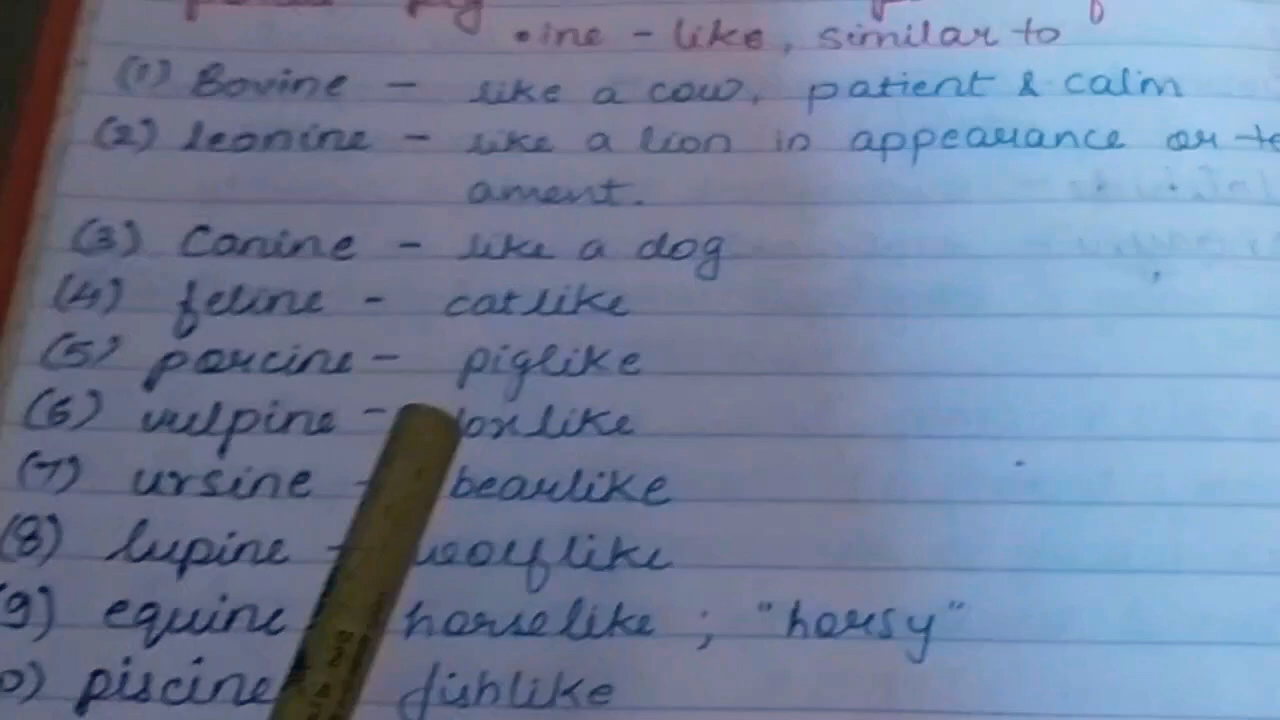 ine - like, similar to
(1) Bovine - like a cow, patient & calm
(2) leonine - like a lion in appearance or
ament.
(3) Canine - like a dog
(4) feline - catlike
(5) porcine - piglike
(6) vulpine - foxlike
(7) ursine - bearlike
(8) lupine - wolflike
9) equine horselike ; "horsy"
0) piscine fishlike